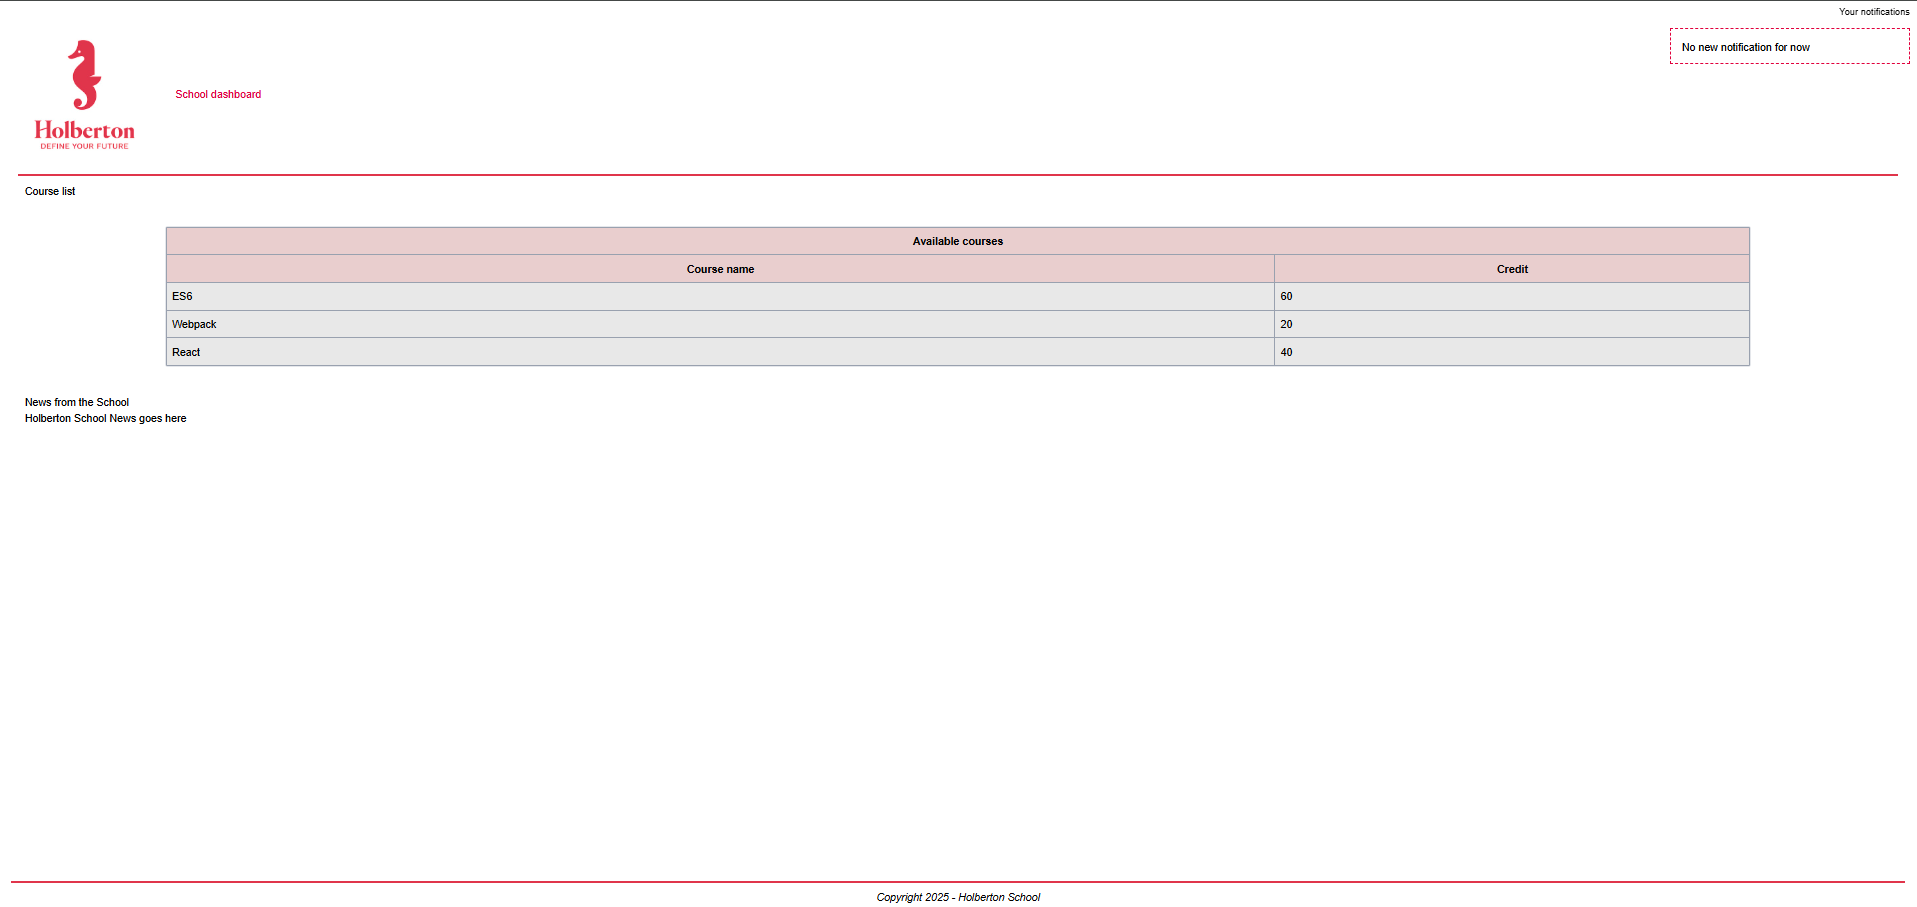 Your notifications
No new notification for now
Holberton
DEFINE YOUR FUTURE
School dashboard
Course list
Available courses
Course name Credit
ES6 60
Webpack 20
React 40
News from the School
Holberton School News goes here
Copyright 2025 - Holberton School